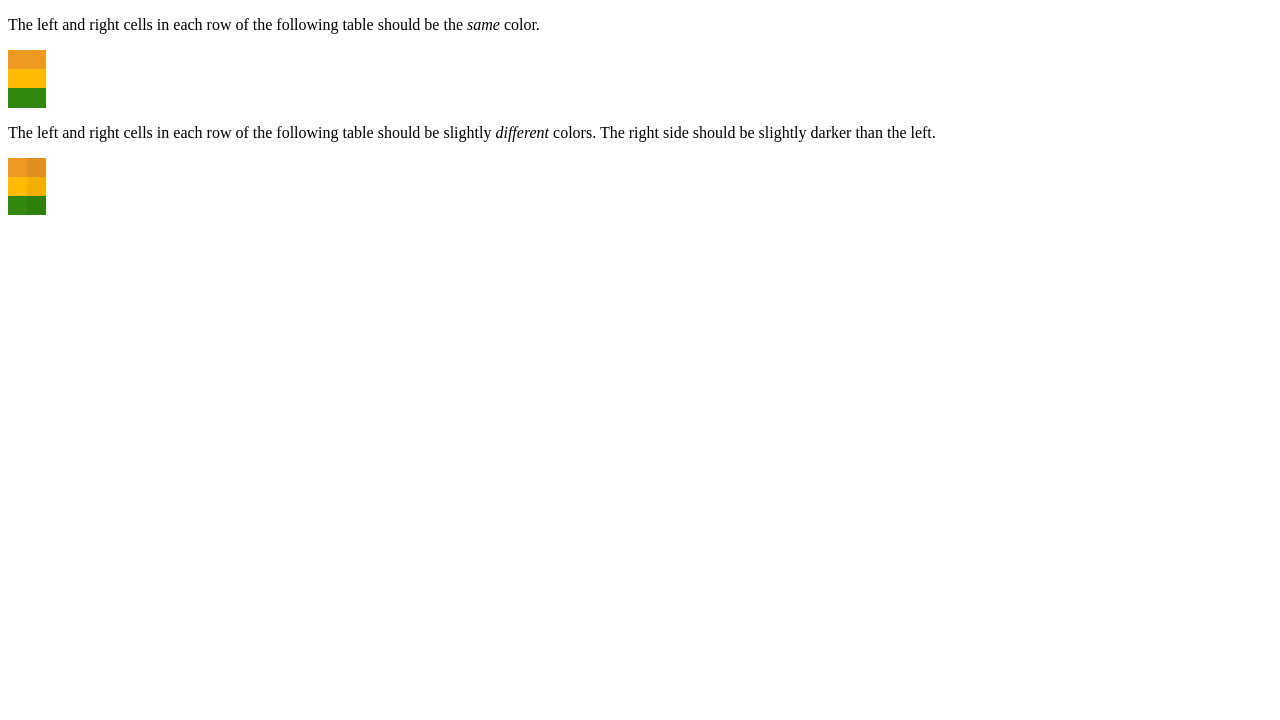 The left and right cells in each row of the following table should be the same color.
The left and right cells in each row of the following table should be slightly different colors. The right side should be slightly darker than the left.